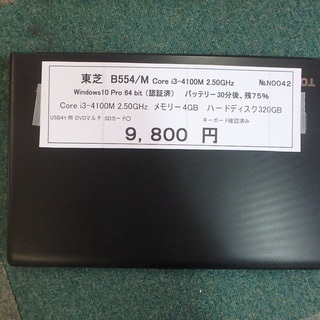 東芝 B554/M Core i3-4100M 2.50GHz №N0042
Windows10 Pro 64 bit（認証済） バッテリー30分後、残75%
Core i3-4100M 2.50GHz メモリー4GB ハードディスク320GB
USB4ヶ所 DVDマルチ SDカード〇 キーボード確認済み
9,800 円
TO